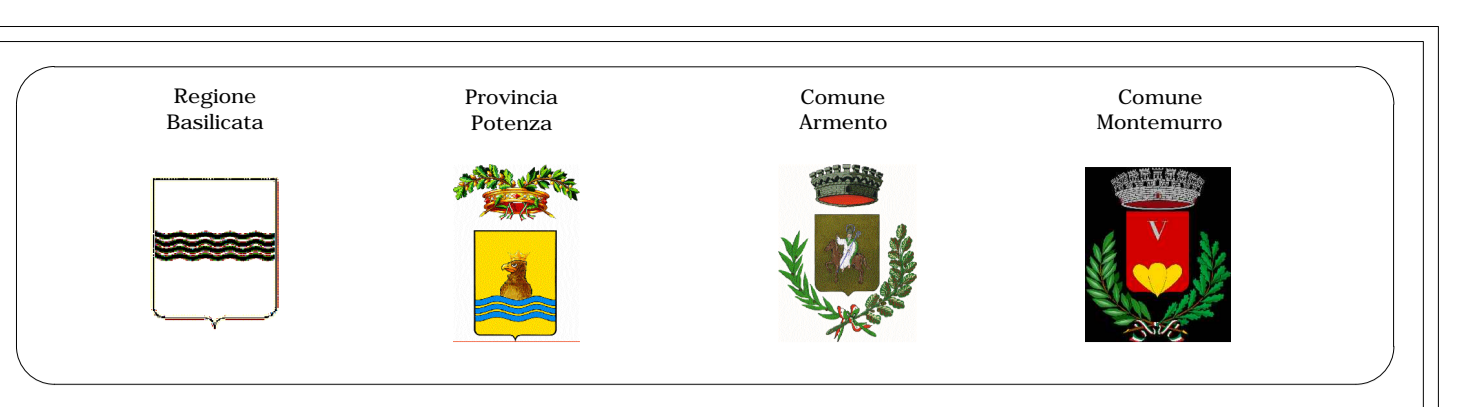 Regione
Basilicata
Provincia
Potenza
Comune
Armento
Comune
Montemurro
V